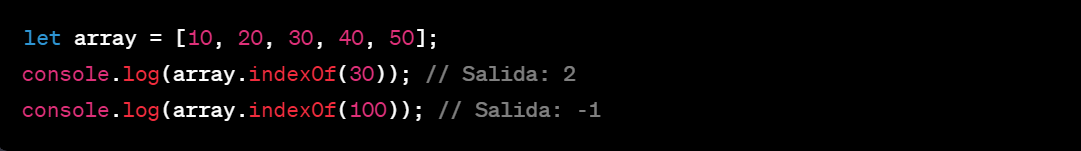 let array = [10, 20, 30, 40, 50];
console.log(array.indexOf(30)); // Salida: 2
console.log(array.indexOf(100)); // Salida: -1